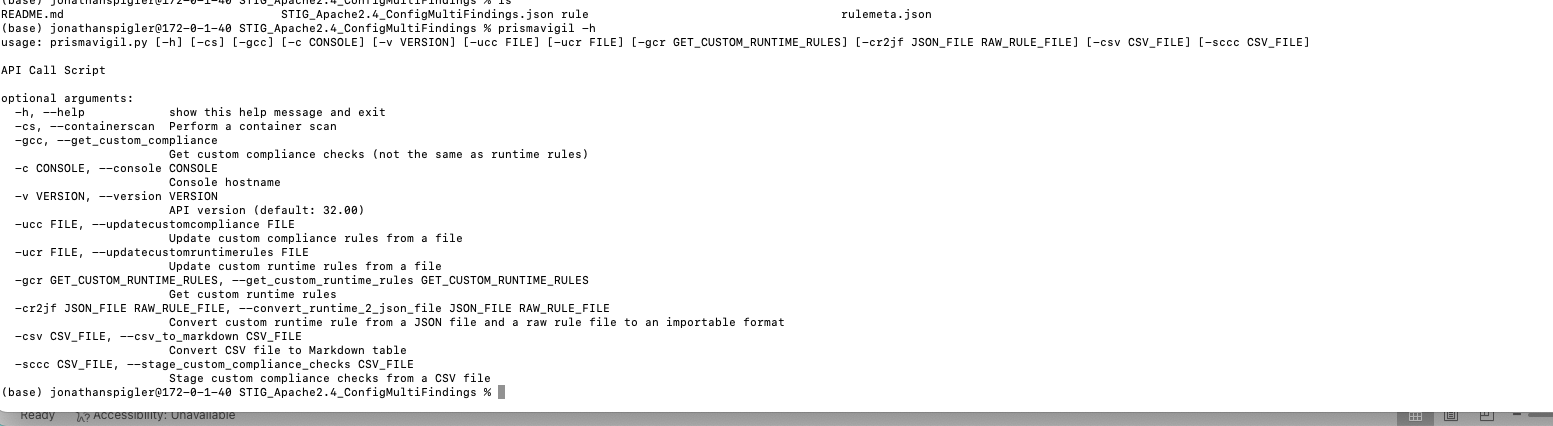 (base) jonathanspigler@172-0-1-40 STIG_Apache2.4_ConfigMultiFindings % ls
README.md                               STIG_Apache2.4_ConfigMultiFindings.json rule                                    rulemeta.json
(base) jonathanspigler@172-0-1-40 STIG_Apache2.4_ConfigMultiFindings % prismavigil -h
usage: prismavigil.py [-h] [-cs] [-gcc] [-c CONSOLE] [-v VERSION] [-ucc FILE] [-ucr FILE] [-gcr GET_CUSTOM_RUNTIME_RULES] [-cr2jf JSON_FILE RAW_RULE_FILE] [-csv CSV_FILE] [-sccc CSV_FILE]
API Call Script
optional arguments:
  -h, --help            show this help message and exit
  -cs, --containerscan  Perform a container scan
  -gcc, --get_custom_compliance
                        Get custom compliance checks (not the same as runtime rules)
  -c CONSOLE, --console CONSOLE
                        Console hostname
  -v VERSION, --version VERSION
                        API version (default: 32.00)
  -ucc FILE, --updatecustomcompliance FILE
                        Update custom compliance rules from a file
  -ucr FILE, --updatecustomruntimerules FILE
                        Update custom runtime rules from a file
  -gcr GET_CUSTOM_RUNTIME_RULES, --get_custom_runtime_rules GET_CUSTOM_RUNTIME_RULES
                        Get custom runtime rules
  -cr2jf JSON_FILE RAW_RULE_FILE, --convert_runtime_2_json_file JSON_FILE RAW_RULE_FILE
                        Convert custom runtime rule from a JSON file and a raw rule file to an importable format
  -csv CSV_FILE, --csv_to_markdown CSV_FILE
                        Convert CSV file to Markdown table
  -sccc CSV_FILE, --stage_custom_compliance_checks CSV_FILE
                        Stage custom compliance checks from a CSV file
(base) jonathanspigler@172-0-1-40 STIG_Apache2.4_ConfigMultiFindings %
Ready Accessibility: Unavailable